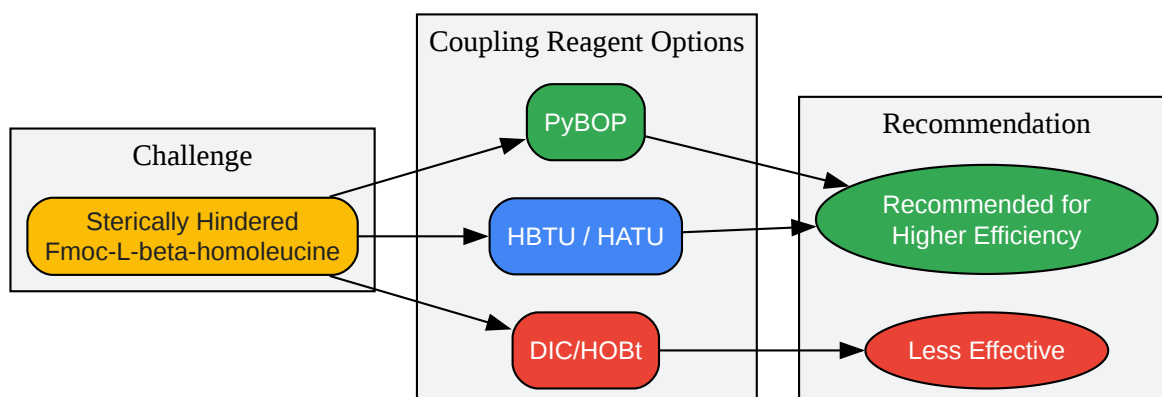 Challenge
Sterically Hindered
Fmoc-L-beta-homoleucine
Coupling Reagent Options
PyBOP
HBTU / HATU
DIC/HOBt
Recommendation
Recommended for
Higher Efficiency
Less Effective